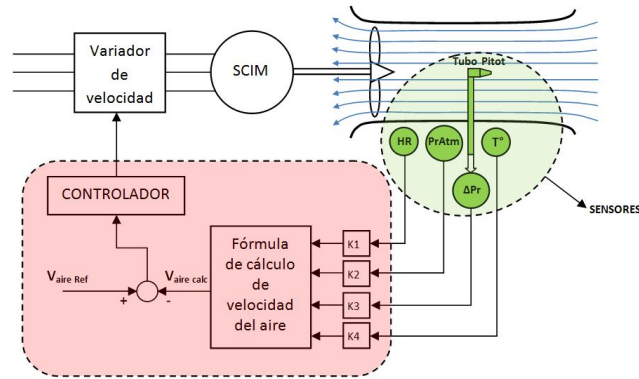 Variador
de
velocidad
SCIM
Tubo Pitot
HR
PrAtm
T°
ΔPr
SENSORES
CONTROLADOR
Fórmula
de cálculo
de
velocidad
del aire
K1
K2
K3
K4
Vaire Ref
+
-
Vaire calc